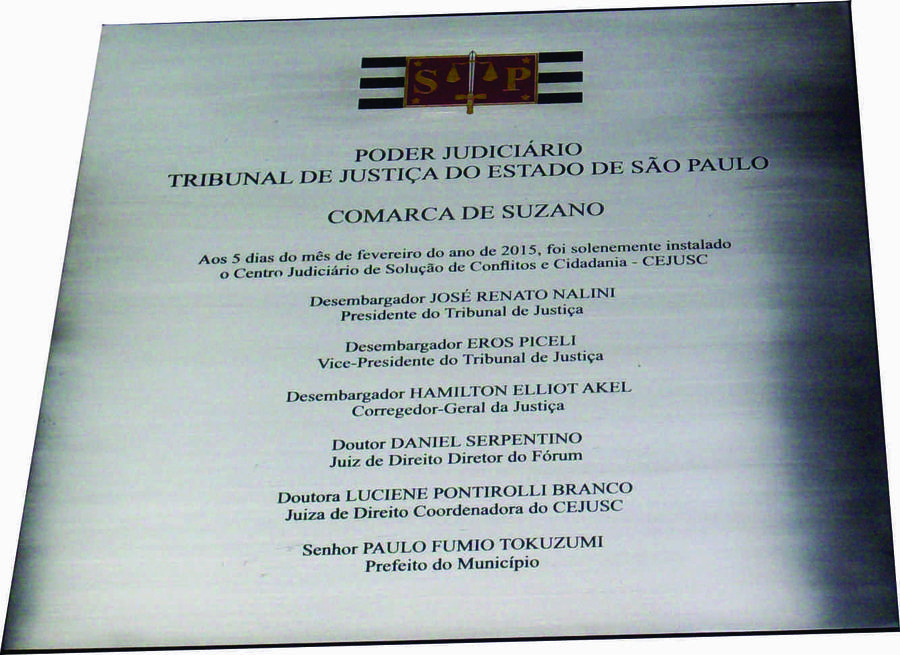 S P
PODER JUDICIÁRIO
TRIBUNAL DE JUSTIÇA DO ESTADO DE SÃO PAULO
COMARCA DE SUZANO
Aos 5 dias do mês de fevereiro do ano de 2015, foi solenemente instalado
o Centro Judiciário de Solução de Conflitos e Cidadania - CEJUSC
Desembargador JOSÉ RENATO NALINI
Presidente do Tribunal de Justiça
Desembargador EROS PICELI
Vice-Presidente do Tribunal de Justiça
Desembargador HAMILTON ELLIOT AKEL
Corregedor-Geral da Justiça
Doutor DANIEL SERPENTINO
Juiz de Direito Diretor do Fórum
Doutora LUCIENE PONTIROLLI BRANCO
Juiza de Direito Coordenadora do CEJUSC
Senhor PAULO FUMIO TOKUZUMI
Prefeito do Município